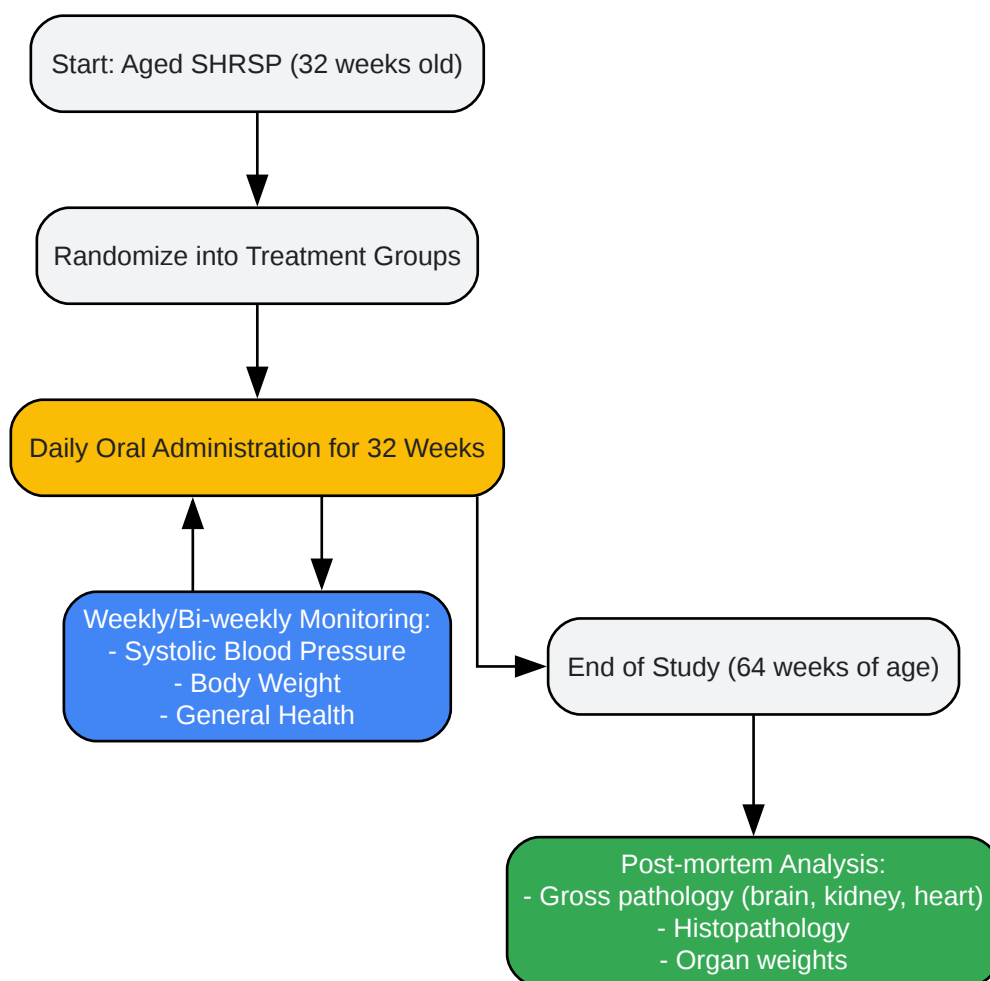 Start: Aged SHRSP (32 weeks old)
Randomize into Treatment Groups
Daily Oral Administration for 32 Weeks
Weekly/Bi-weekly Monitoring:
- Systolic Blood Pressure
- Body Weight
- General Health
End of Study (64 weeks of age)
Post-mortem Analysis:
- Gross pathology (brain, kidney, heart)
- Histopathology
- Organ weights